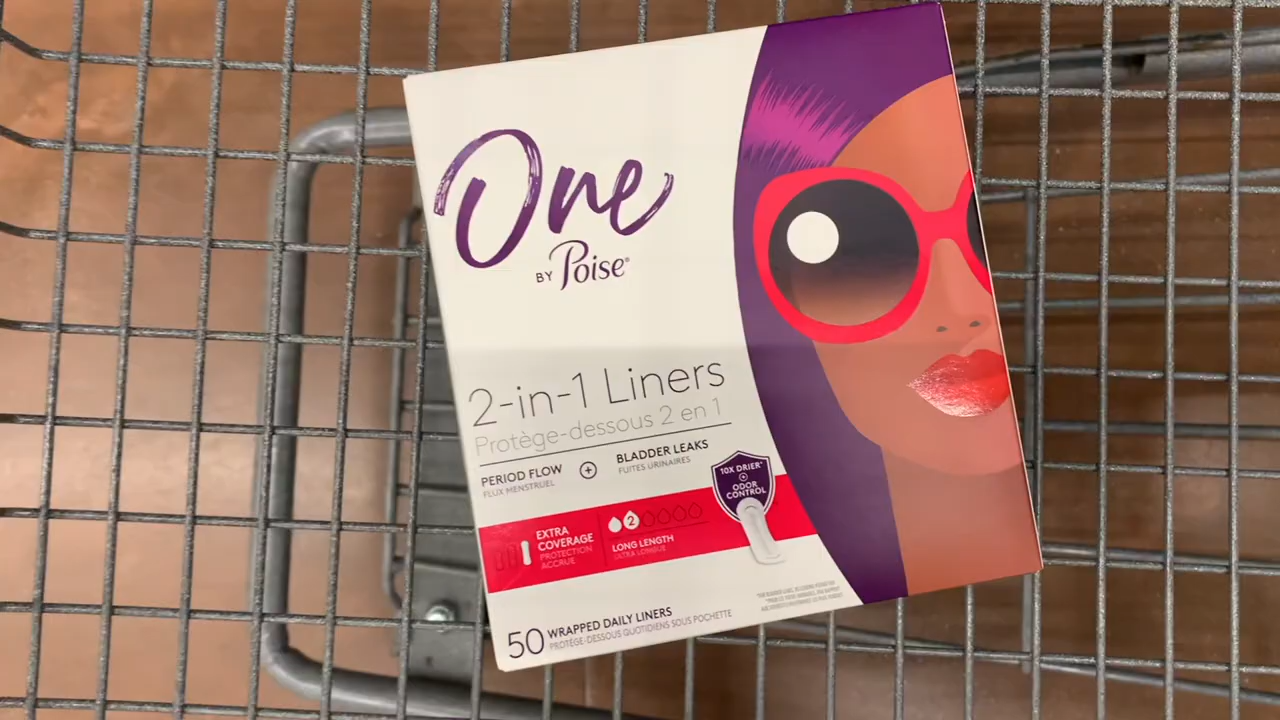 One
BY Poise®
2-in-1 Liners
Protège-dessous 2 en 1
PERIOD FLOW
FLUX MENSTRUEL
+
BLADDER LEAKS
FUITES URINAIRES
10X DRIER*
+
ODOR
CONTROL
EXTRA
COVERAGE
PROTECTION
ACCRUE
2
LONG LENGTH
ULTRA LONGUE
50 WRAPPED DAILY LINERS
PROTÈGE-DESSOUS QUOTIDIENS SOUS POCHETTE